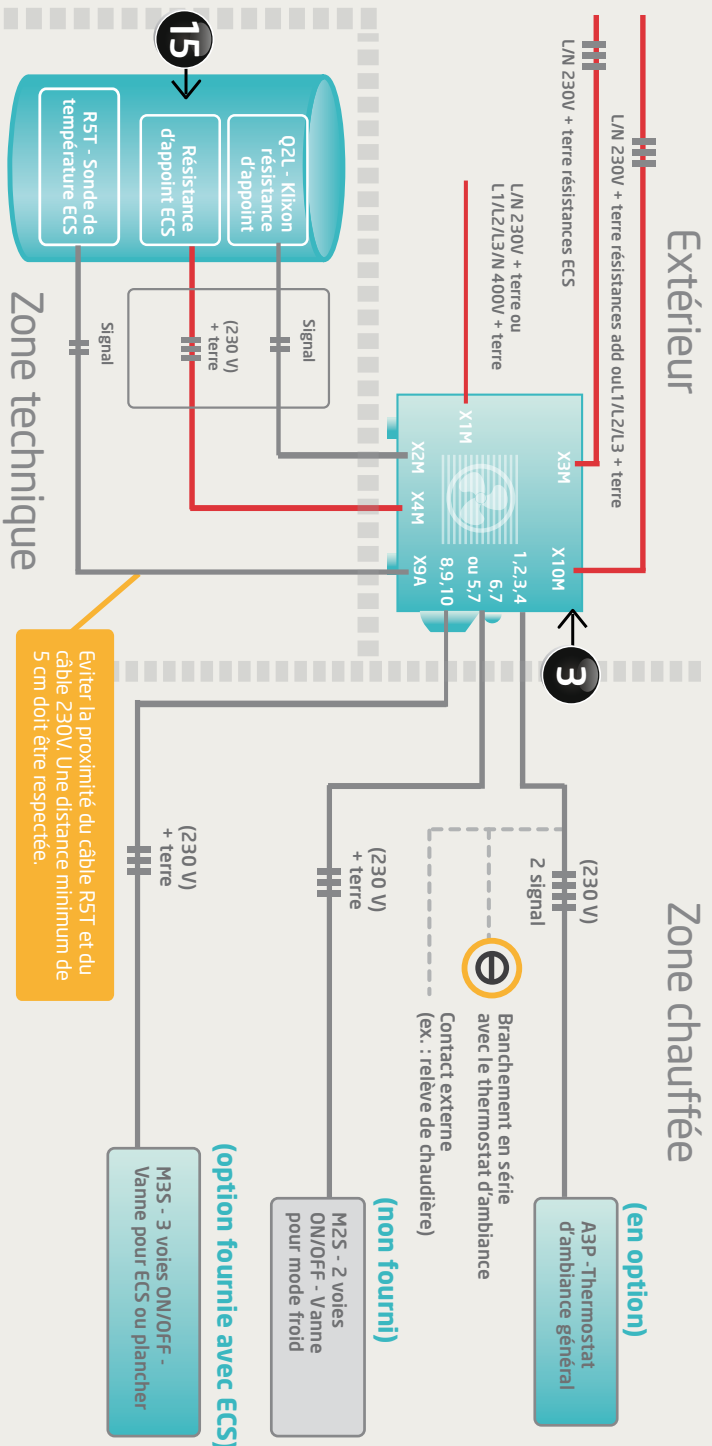 Extérieur
Zone chauffée
L/N 230V + terre résistances add ouL1/L2/L3 + terre
L/N 230V + terre résistances ECS
L/N 230V + terre ou
L1/L2/L3/N 400V + terre
X3M
X10M
X1M
X2M
X4M
X9A
1,2,3,4
6,7
ou 5,7
8,9,10
3
15
Q2L - Klixon
résistance
d'appoint
Résistance
d'appoint ECS
R5T - Sonde de
température ECS
Signal
(230 V)
+ terre
Signal
Zone technique
(230 V)
2 signal
Branchement en série
avec le thermostat d'ambiance
Contact externe
(ex. : relève de chaudière)
(en option)
A3P -Thermostat
d'ambiance général
(230 V)
+ terre
(non fourni)
M2S - 2 voies
ON/OFF - Vanne
pour mode froid
(230 V)
+ terre
(option fournie avec ECS)
M3S - 3 voies ON/OFF -
Vanne pour ECS ou plancher
Eviter la proximité du câble R5T et du
câble 230V. Une distance minimum de
5 cm doit être respectée.